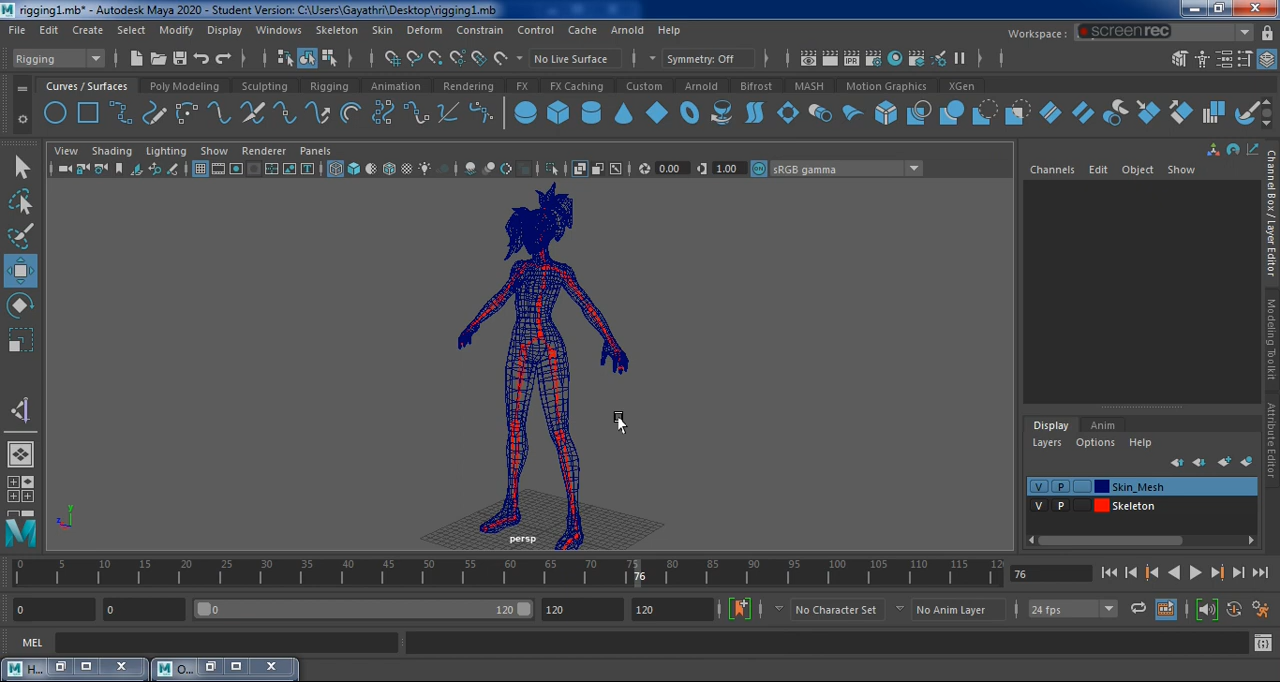 rigging1.mb* - Autodesk Maya 2020 - Student Version: C:\Users\Gayathri\Desktop\rigging1.mb
File Edit Create Select Modify Display Windows Skeleton Skin Deform Constrain Control Cache Arnold Help
Workspace : screenrec
Rigging No Live Surface Symmetry: Off
Curves / Surfaces Poly Modeling Sculpting Rigging Animation Rendering FX FX Caching Custom Arnold Bifrost MASH Motion Graphics XGen
View Shading Lighting Show Renderer Panels
0.00 1.00 sRGB gamma
Channels Edit Object Show
Channel Box / Layer Editor
Modeling Toolkit
Attribute Editor
persp
y
z
Display Anim
Layers Options Help
V P Skin_Mesh
V P Skeleton
0 5 10 15 20 25 30 35 40 45 50 55 60 65 70 75 80 85 90 95 100 105 110 115 120
76 76
0 0 0 120 120 120 No Character Set No Anim Layer 24 fps
MEL
H... O...